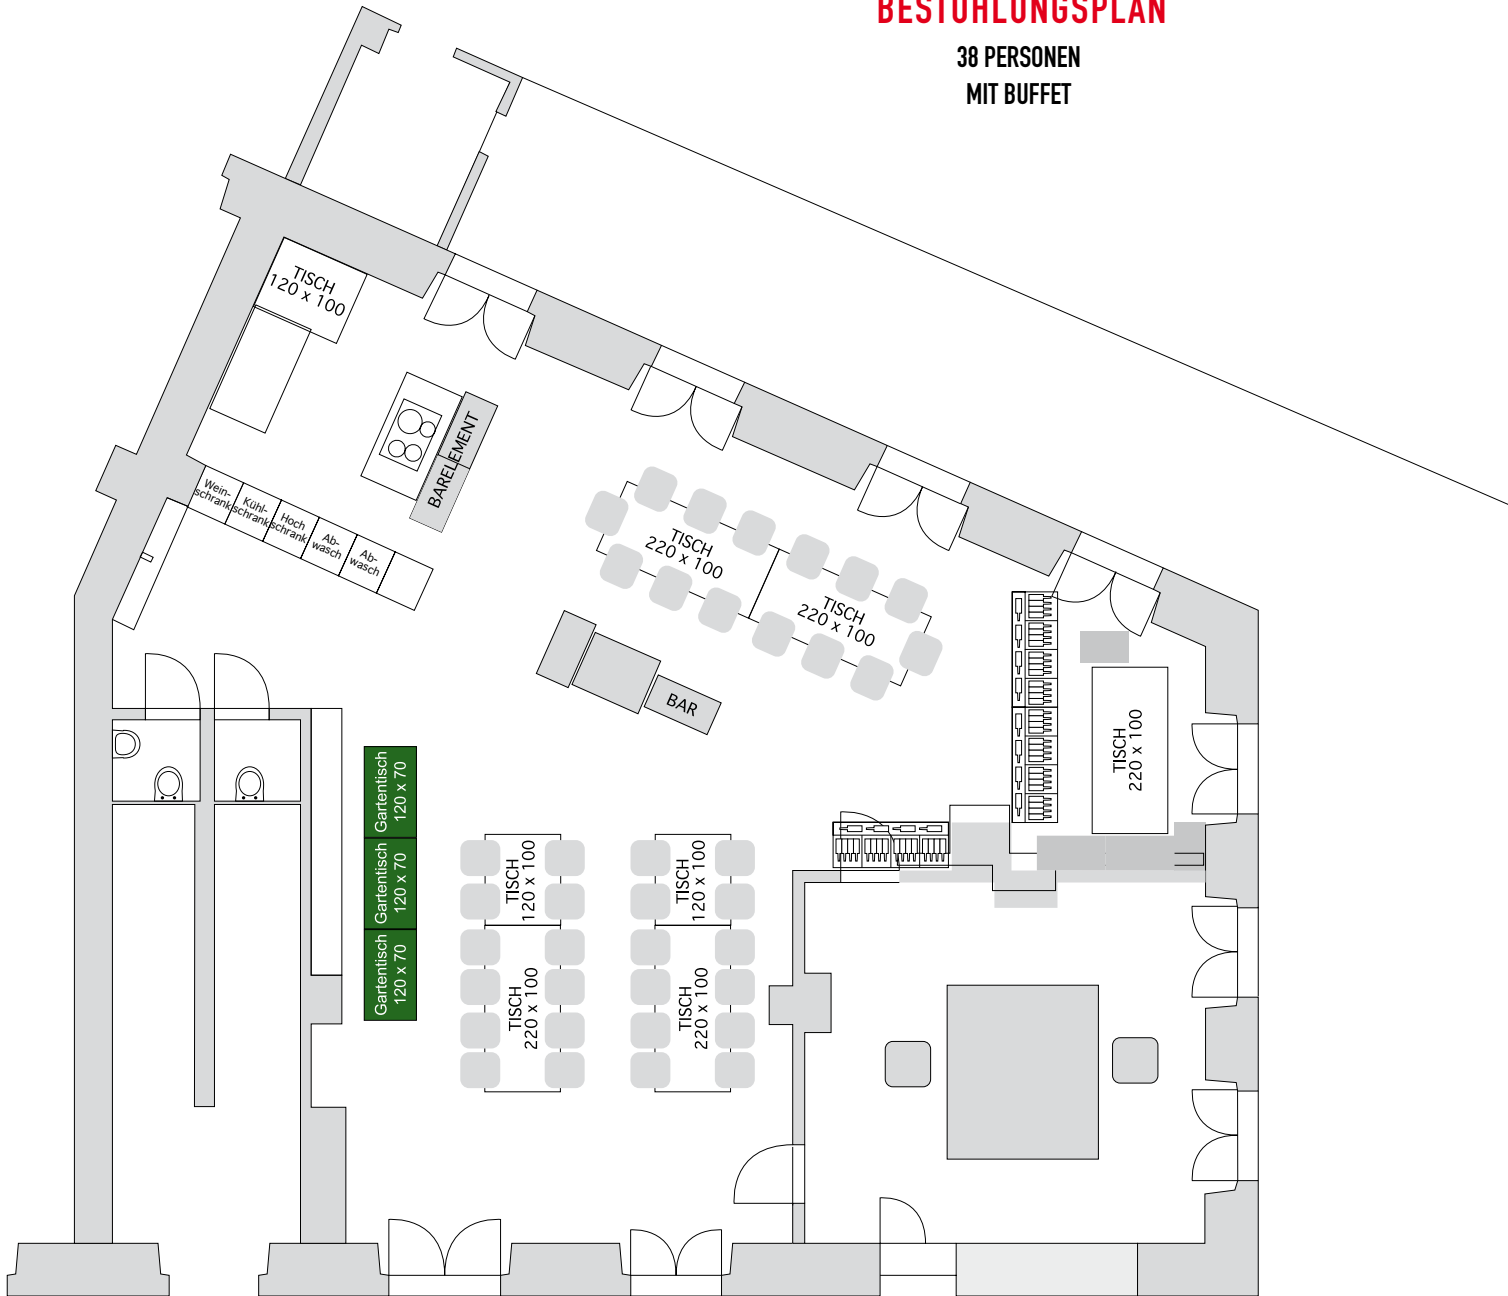 BESTUHLUNGSPLAN
38 PERSONEN
MIT BUFFET
TISCH
120 x 100
BARELEMENT
Wein-
schrank
Kühl-
schrank
Hoch
schrank
Ab-
wasch
Ab-
wasch
TISCH
220 x 100
TISCH
220 x 100
BAR
TISCH
220 x 100
Gartentisch
120 x 70
Gartentisch
120 x 70
Gartentisch
120 x 70
TISCH
120 x 100
TISCH
120 x 100
TISCH
220 x 100
TISCH
220 x 100